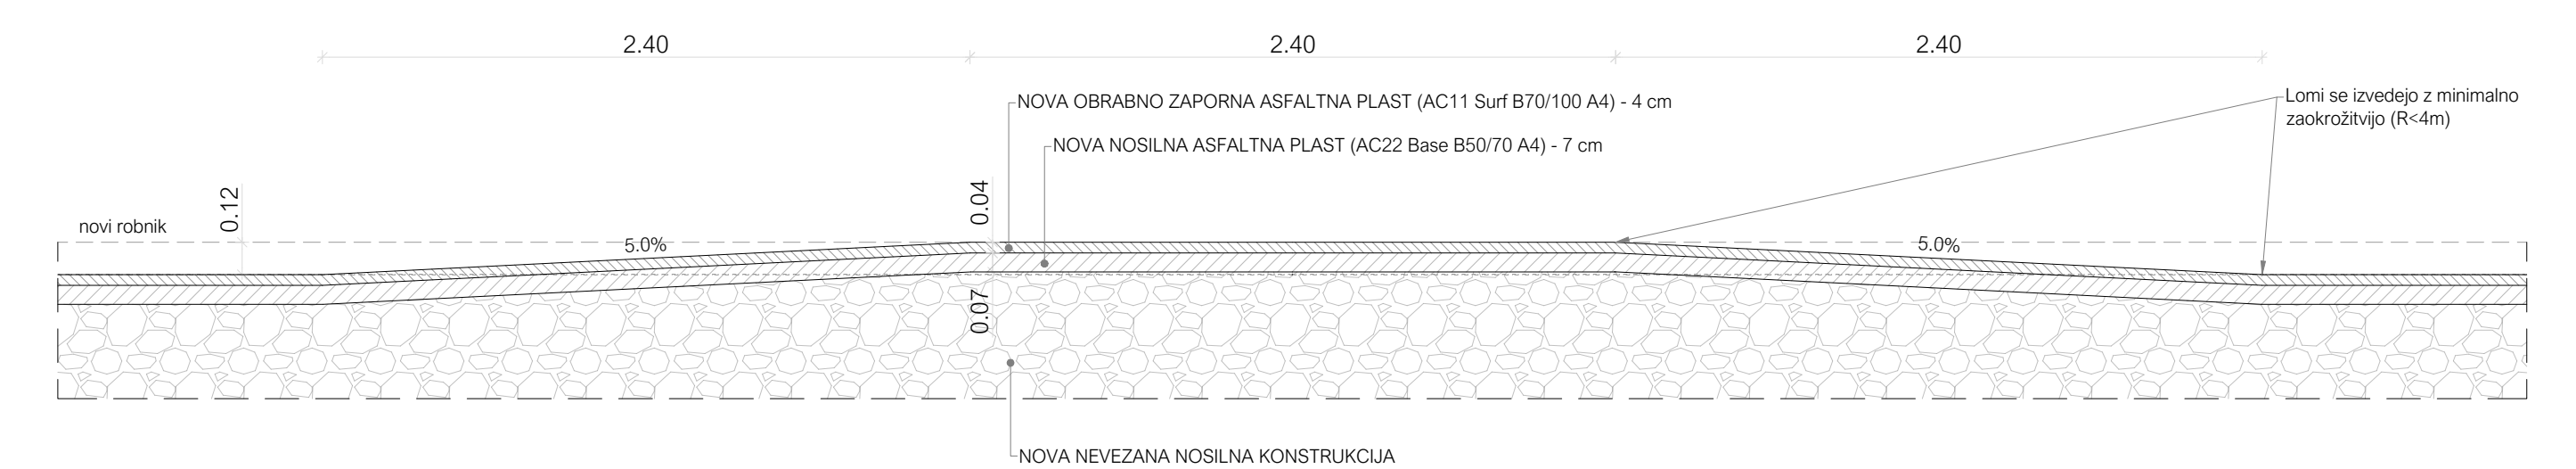 2.40
2.40
2.40
NOVA OBRABNO ZAPORNA ASFALTNA PLAST (AC11 Surf B70/100 A4) - 4 cm
Lomi se izvedejo z minimalno
zaokrožitvijo (R<4m)
NOVA NOSILNA ASFALTNA PLAST (AC22 Base B50/70 A4) - 7 cm
0.12
0.04
novi robnik
5.0%
5.0%
0.07
NOVA NEVEZANA NOSILNA KONSTRUKCIJA